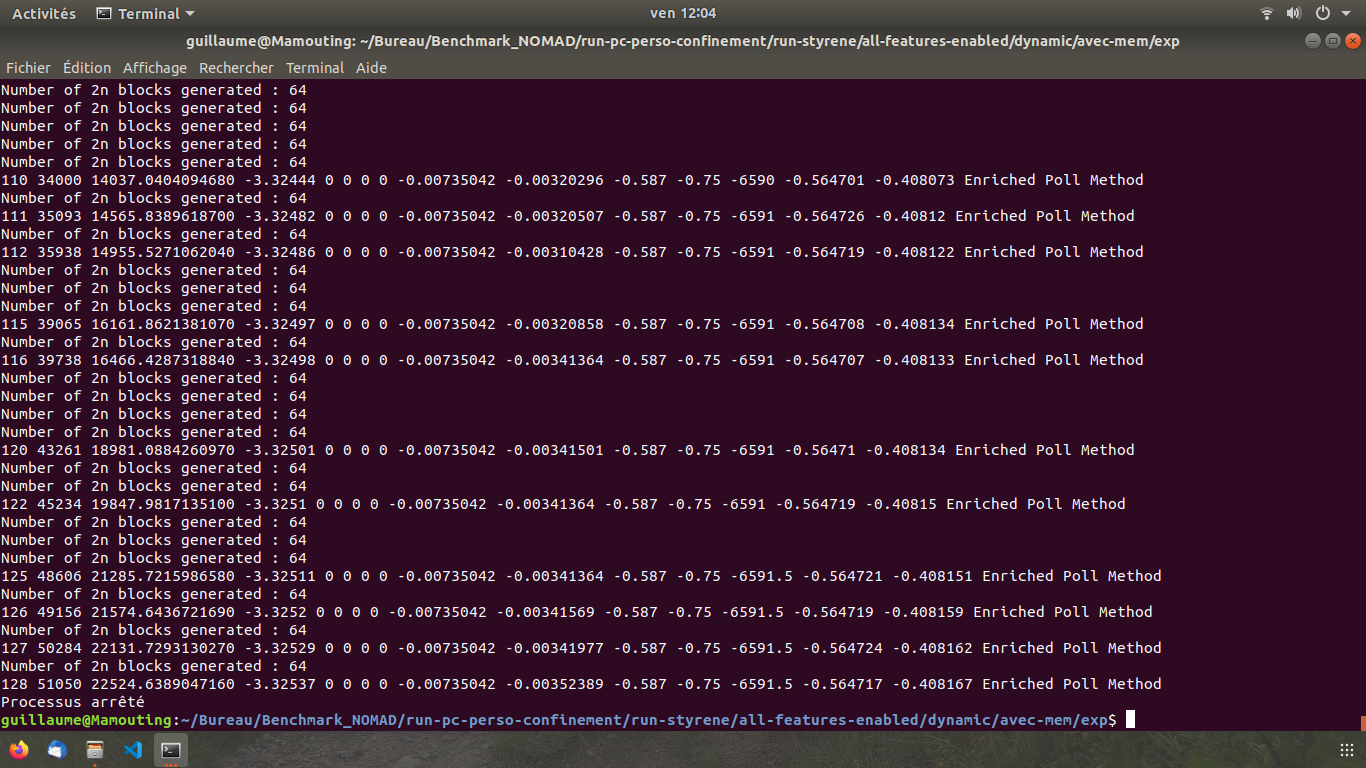 Activités Terminal ven 12:04
guillaume@Mamouting: ~/Bureau/Benchmark_NOMAD/run-pc-perso-confinement/run-styrene/all-features-enabled/dynamic/avec-mem/exp
Fichier Édition Affichage Rechercher Terminal Aide
Number of 2n blocks generated : 64
Number of 2n blocks generated : 64
Number of 2n blocks generated : 64
Number of 2n blocks generated : 64
Number of 2n blocks generated : 64
110 34000 14037.0404094680 -3.32444 0 0 0 0 -0.00735042 -0.00320296 -0.587 -0.75 -6590 -0.564701 -0.408073 Enriched Poll Method
Number of 2n blocks generated : 64
111 35093 14565.8389618700 -3.32482 0 0 0 0 -0.00735042 -0.00320507 -0.587 -0.75 -6591 -0.564726 -0.40812 Enriched Poll Method
Number of 2n blocks generated : 64
112 35938 14955.5271062040 -3.32486 0 0 0 0 -0.00735042 -0.00310428 -0.587 -0.75 -6591 -0.564719 -0.408122 Enriched Poll Method
Number of 2n blocks generated : 64
Number of 2n blocks generated : 64
Number of 2n blocks generated : 64
115 39065 16161.8621381070 -3.32497 0 0 0 0 -0.00735042 -0.00320858 -0.587 -0.75 -6591 -0.564708 -0.408134 Enriched Poll Method
Number of 2n blocks generated : 64
116 39738 16466.4287318840 -3.32498 0 0 0 0 -0.00735042 -0.00341364 -0.587 -0.75 -6591 -0.564707 -0.408133 Enriched Poll Method
Number of 2n blocks generated : 64
Number of 2n blocks generated : 64
Number of 2n blocks generated : 64
Number of 2n blocks generated : 64
120 43261 18981.0884260970 -3.32501 0 0 0 0 -0.00735042 -0.00341501 -0.587 -0.75 -6591 -0.56471 -0.408134 Enriched Poll Method
Number of 2n blocks generated : 64
Number of 2n blocks generated : 64
122 45234 19847.9817135100 -3.3251 0 0 0 0 -0.00735042 -0.00341364 -0.587 -0.75 -6591 -0.564719 -0.40815 Enriched Poll Method
Number of 2n blocks generated : 64
Number of 2n blocks generated : 64
Number of 2n blocks generated : 64
125 48606 21285.7215986580 -3.32511 0 0 0 0 -0.00735042 -0.00341364 -0.587 -0.75 -6591.5 -0.564721 -0.408151 Enriched Poll Method
Number of 2n blocks generated : 64
126 49156 21574.6436721690 -3.3252 0 0 0 0 -0.00735042 -0.00341569 -0.587 -0.75 -6591.5 -0.564719 -0.408159 Enriched Poll Method
Number of 2n blocks generated : 64
127 50284 22131.7293130270 -3.32529 0 0 0 0 -0.00735042 -0.00341977 -0.587 -0.75 -6591.5 -0.564724 -0.408162 Enriched Poll Method
Number of 2n blocks generated : 64
128 51050 22524.6389047160 -3.32537 0 0 0 0 -0.00735042 -0.00352389 -0.587 -0.75 -6591.5 -0.564717 -0.408167 Enriched Poll Method
Processus arrêté
guillaume@Mamouting:~/Bureau/Benchmark_NOMAD/run-pc-perso-confinement/run-styrene/all-features-enabled/dynamic/avec-mem/exp$